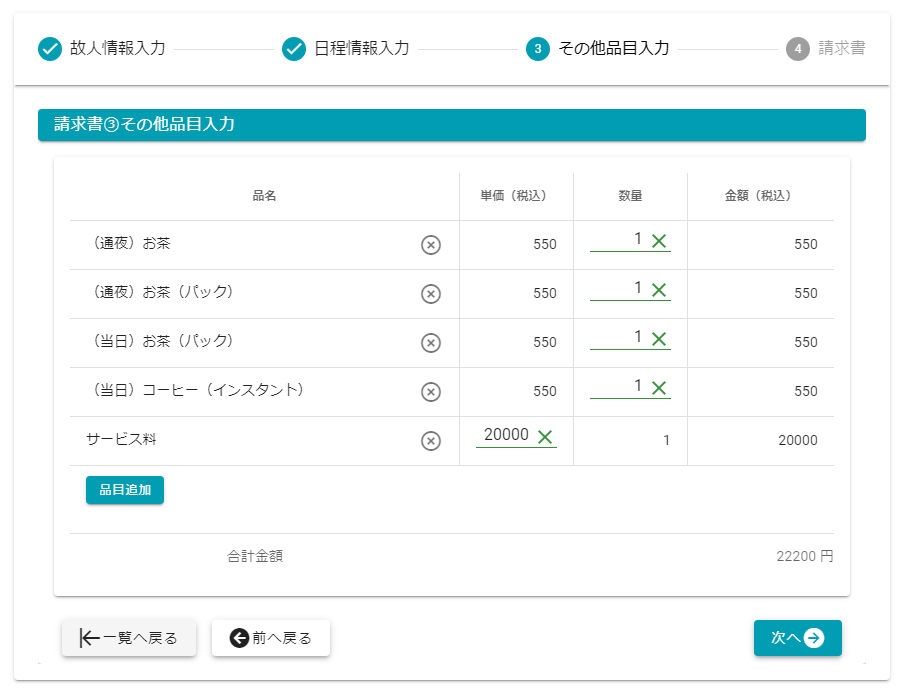 故人情報入力 日程情報入力 3 その他品目入力 4 請求書
請求書③その他品目入力
品名 単価（税込） 数量 金額（税込）
（通夜）お茶 550 1 550
（通夜）お茶（パック） 550 1 550
（当日）お茶（パック） 550 1 550
（当日）コーヒー（インスタント） 550 1 550
サービス料 20000 1 20000
品目追加
合計金額 22200 円
一覧へ戻る 前へ戻る 次へ